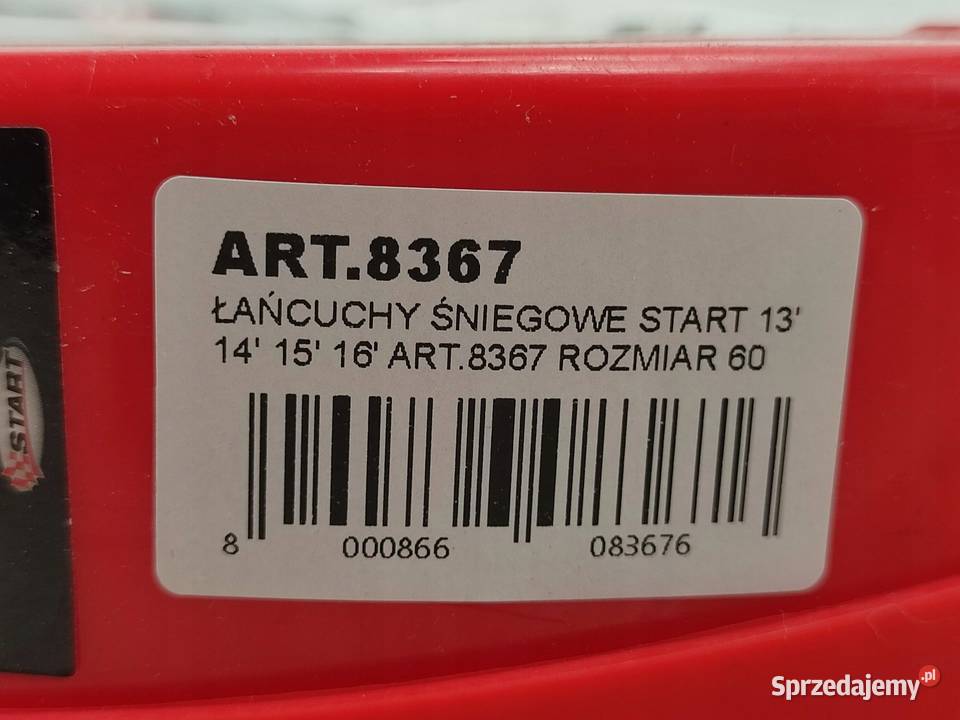 ART.8367
ŁAŃCUCHY ŚNIEGOWE START 13'
14' 15' 16' ART.8367 ROZMIAR 60
8 000866 083676
START
Sprzedajemy.pl